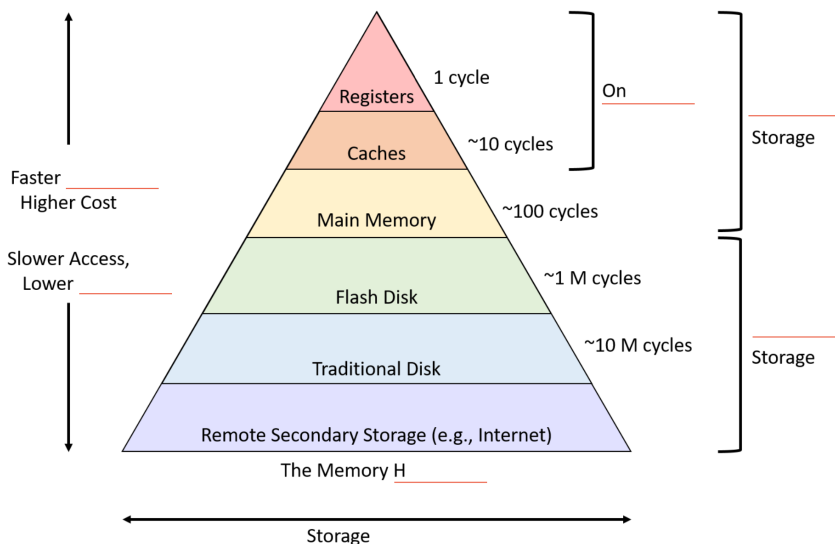 1 cycle
On
Registers
Storage
~10 cycles
Caches
Faster
Higher Cost
~100 cycles
Main Memory
Slower Access,
Lower
~1 M cycles
Flash Disk
~10 M cycles
Storage
Traditional Disk
Remote Secondary Storage (e.g., Internet)
The Memory H
Storage